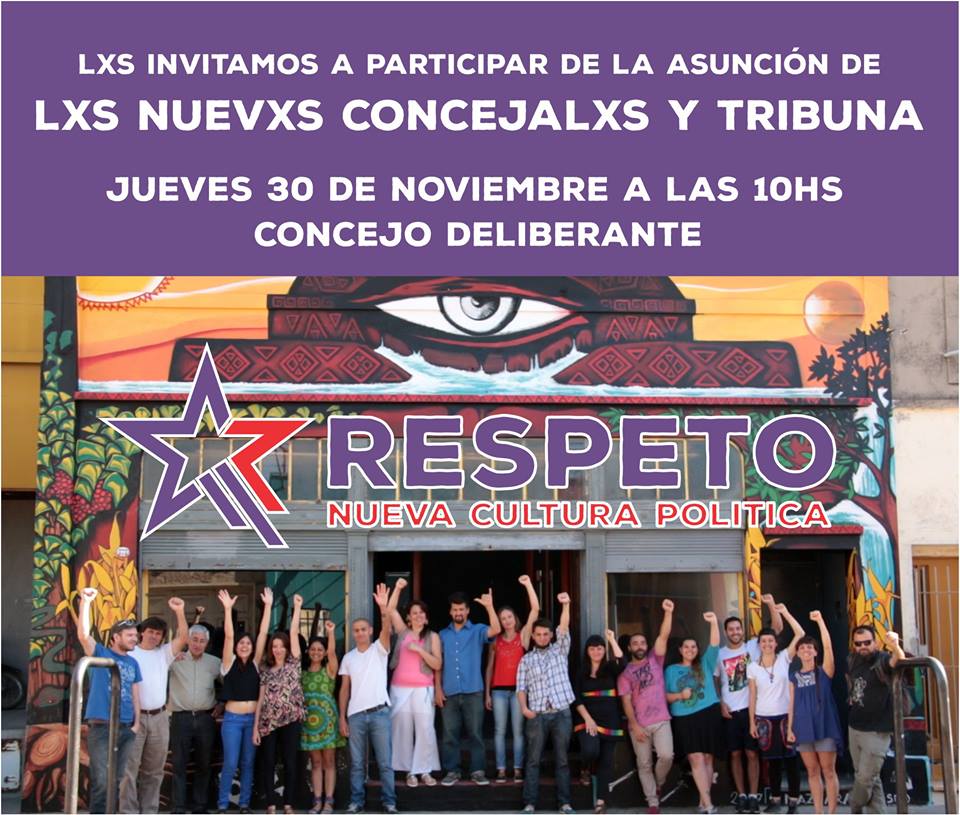 LXS INVITAMOS A PARTICIPAR DE LA ASUNCIÓN DE
LXS NUEVXS CONCEJALXS Y TRIBUNA
JUEVES 30 DE NOVIEMBRE A LAS 10HS
CONCEJO DELIBERANTE
RESPETO
NUEVA CULTURA POLITICA